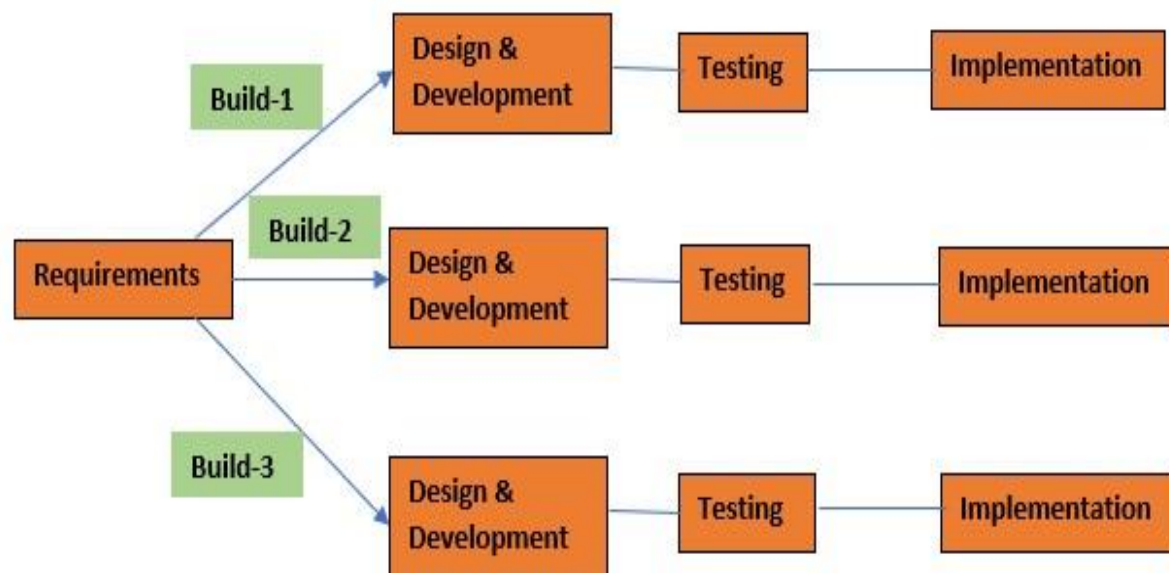 Design &
Development
Testing
Implementation
Build-1
Build-2
Requirements
Design &
Development
Testing
Implementation
Build-3
Design &
Development
Testing
Implementation